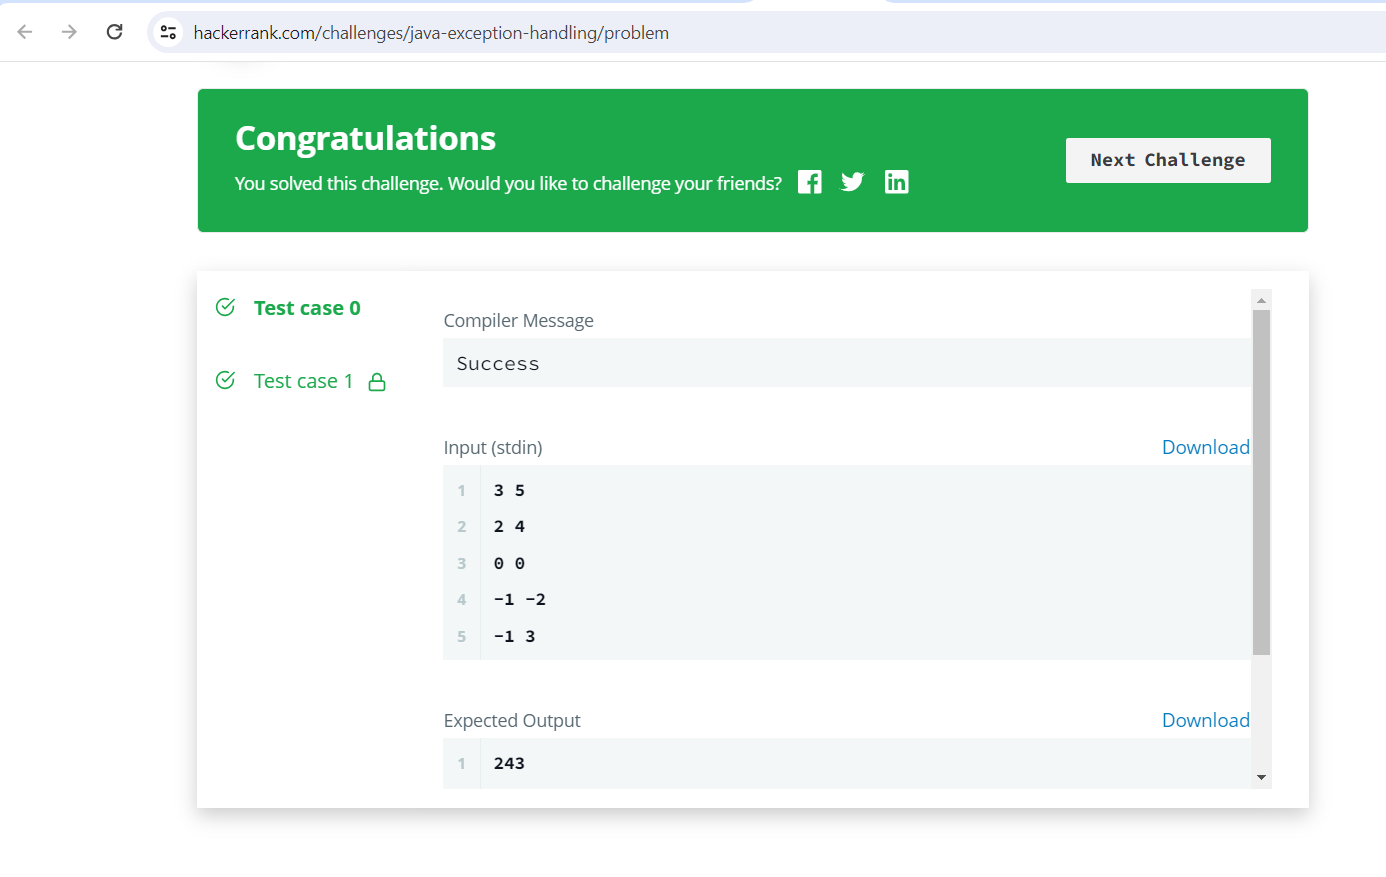 hackerrank.com/challenges/java-exception-handling/problem
Congratulations
You solved this challenge. Would you like to challenge your friends?
Next Challenge
Test case 0
Test case 1
Compiler Message
Success
Input (stdin)
Download
1 3 5
2 2 4
3 0 0
4 -1 -2
5 -1 3
Expected Output
Download
1 243